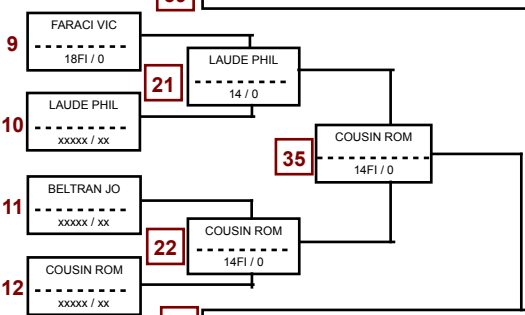 9
FARACI VIC
18FI / 0
21
LAUDE PHIL
14 / 0
10
LAUDE PHIL
xxxxx / xx
35
COUSIN ROM
14FI / 0
11
BELTRAN JO
xxxxx / xx
22
COUSIN ROM
14FI / 0
12
COUSIN ROM
xxxxx / xx